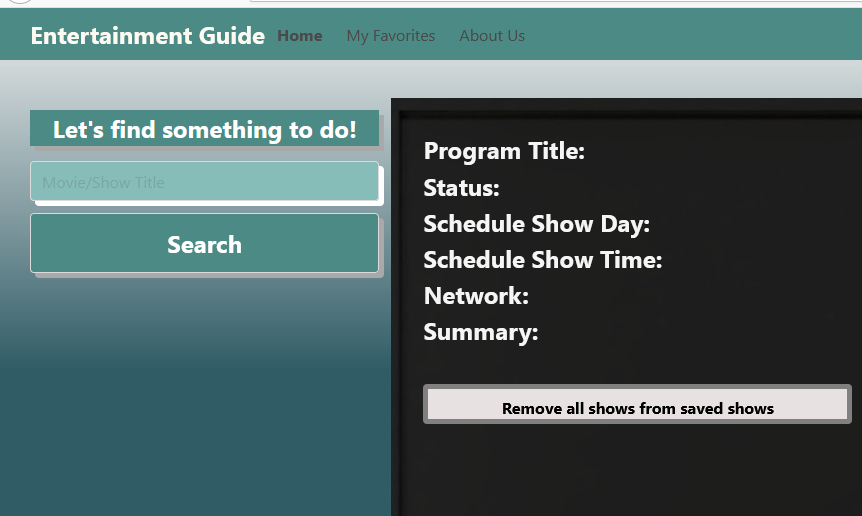 Entertainment Guide Home My Favorites About Us
Let's find something to do!
Movie/Show Title
Search
Program Title:
Status:
Schedule Show Day:
Schedule Show Time:
Network:
Summary:
Remove all shows from saved shows